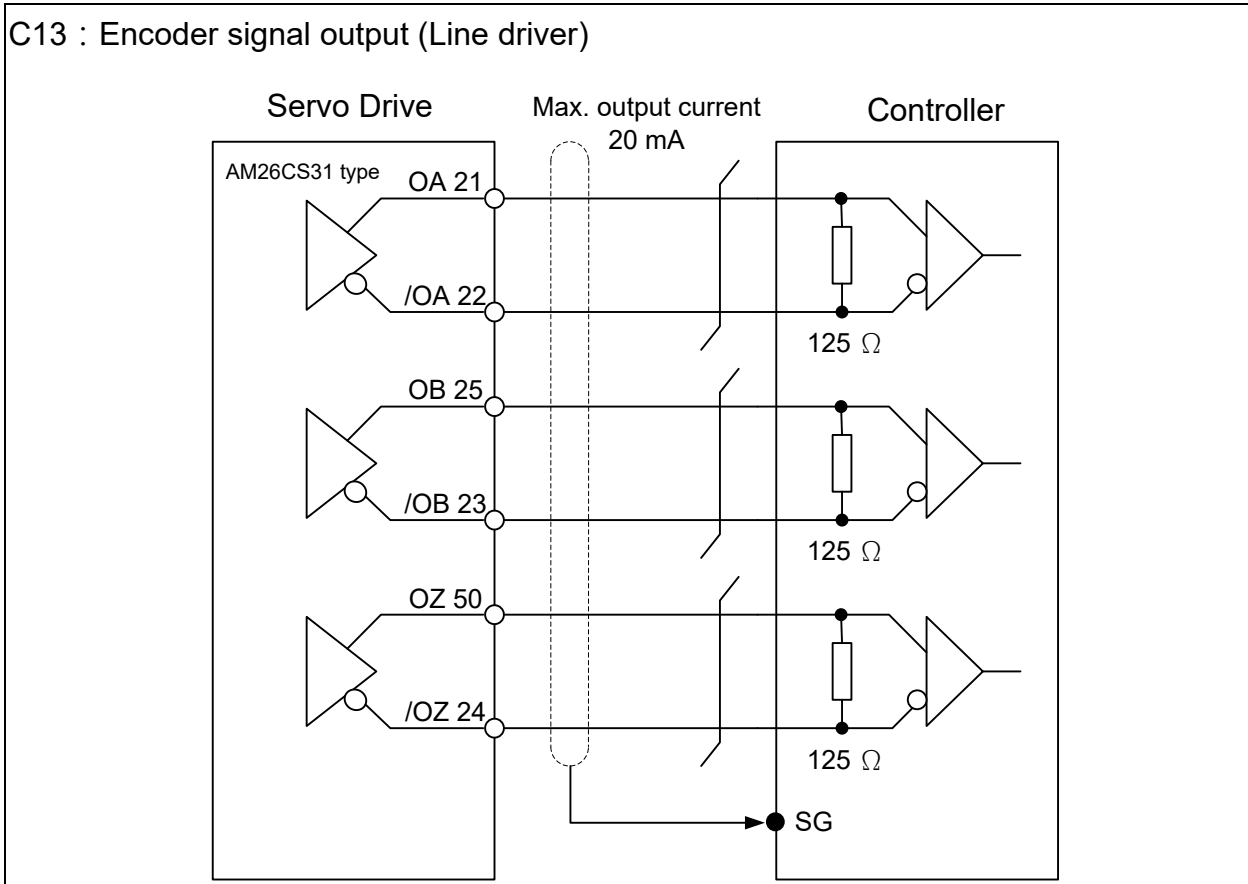 C13：Encoder signal output (Line driver)
Servo Drive
Max. output current
20 mA
Controller
AM26CS31 type
OA 21
/OA 22
125 Ω
OB 25
/OB 23
125 Ω
OZ 50
/OZ 24
125 Ω
SG